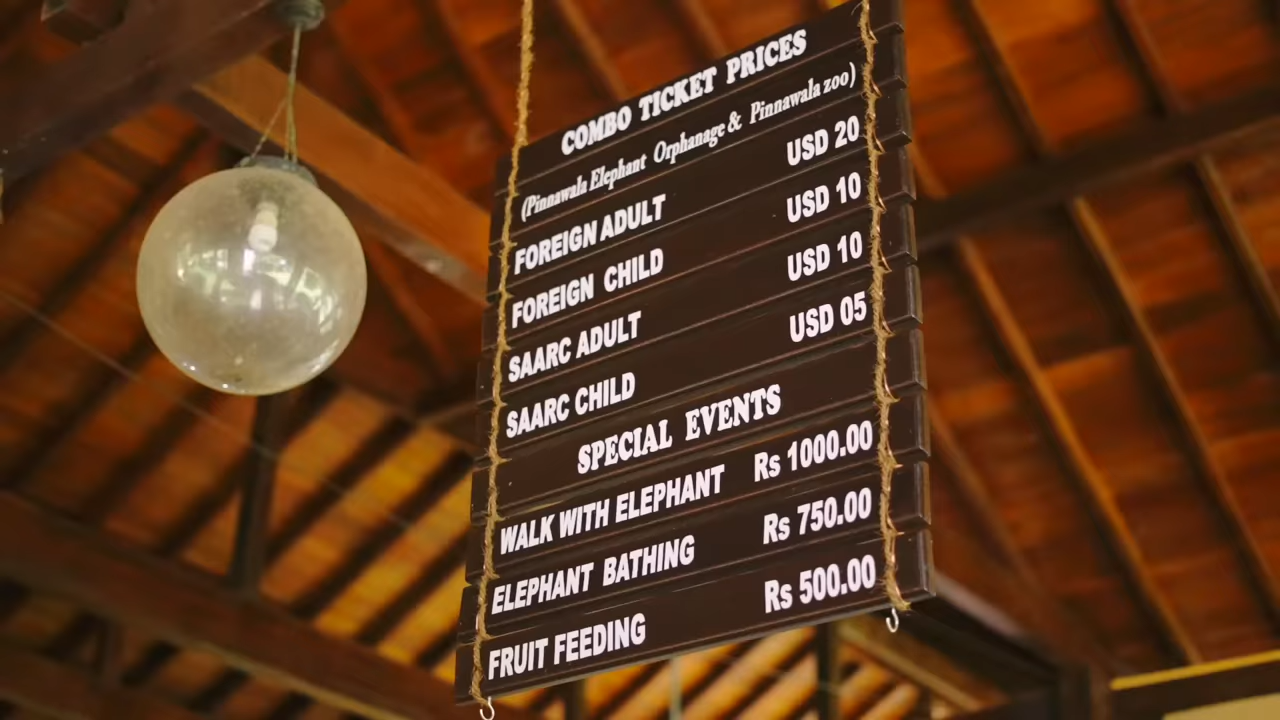 COMBO TICKET PRICES
(Pinnawala Elephant Orphanage & Pinnawala zoo)
FOREIGN ADULT USD 20
FOREIGN CHILD USD 10
SAARC ADULT USD 10
SAARC CHILD USD 05
SPECIAL EVENTS
WALK WITH ELEPHANT Rs 1000.00
ELEPHANT BATHING Rs 750.00
FRUIT FEEDING Rs 500.00